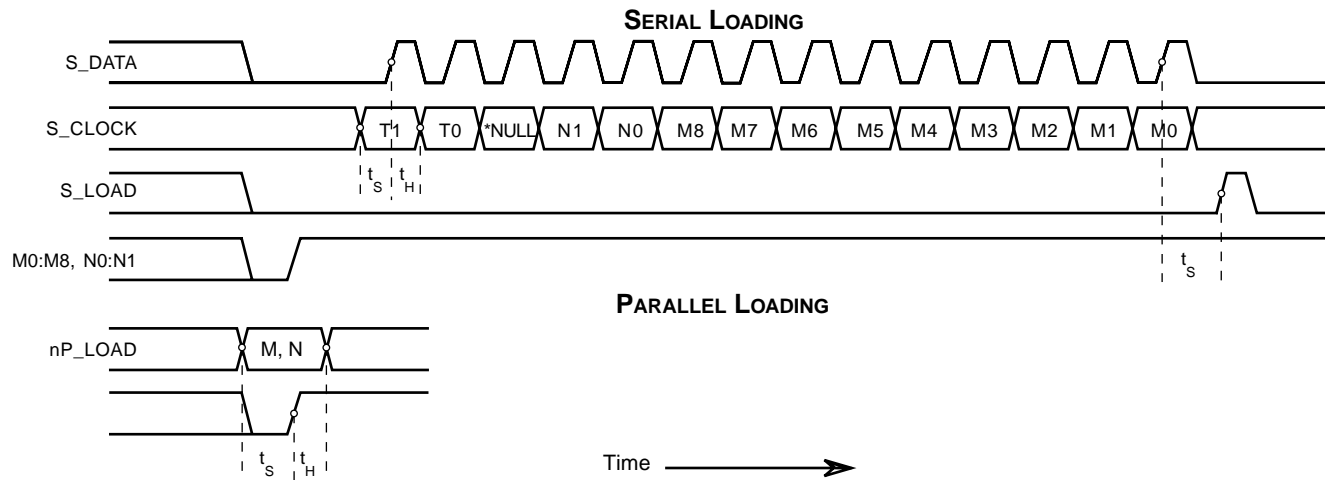 SERIAL LOADING
S_DATA
S_CLOCK
T1 T0 *NULL N1 N0 M8 M7 M6 M5 M4 M3 M2 M1 M0
t_S t_H
S_LOAD
M0:M8, N0:N1
t_S
PARALLEL LOADING
nP_LOAD
M, N
t_S t_H
Time